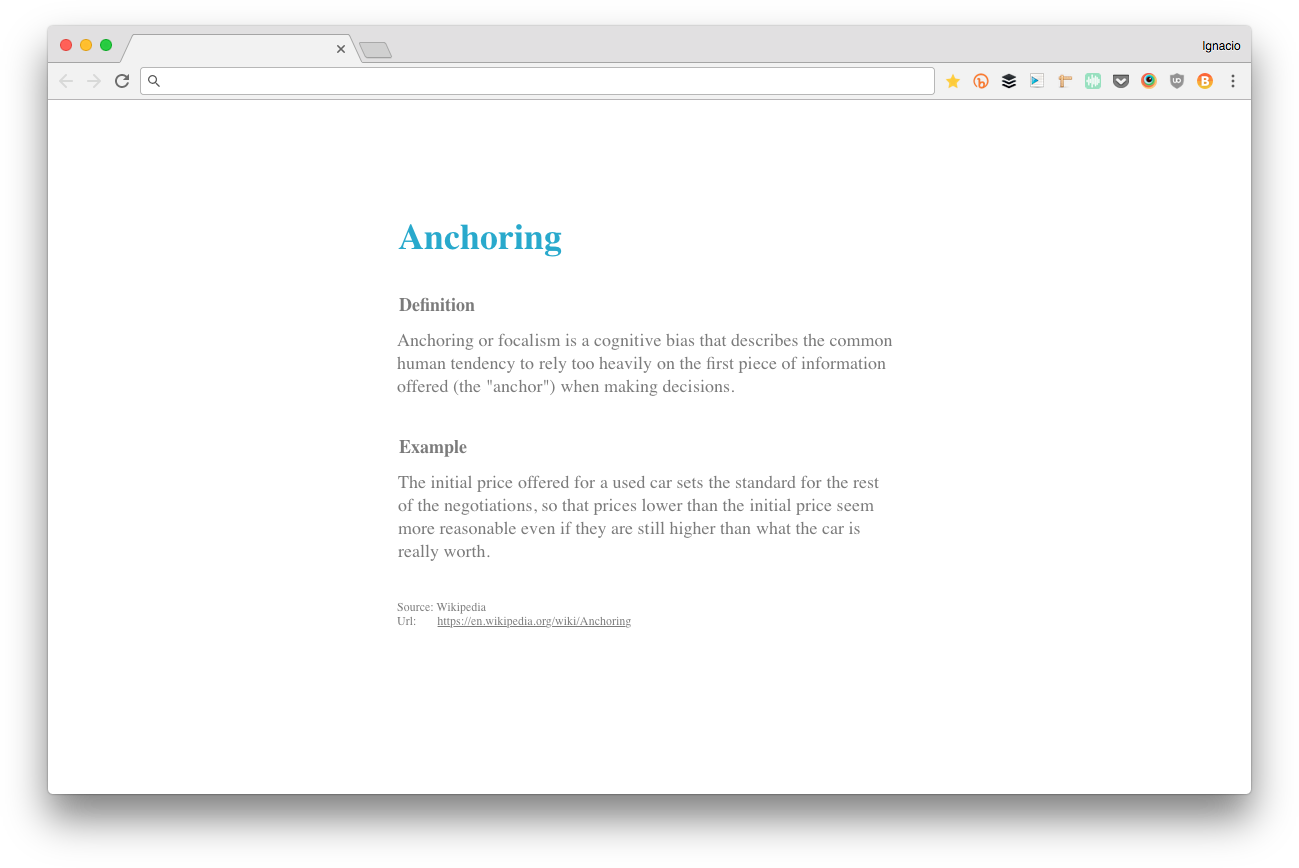 Ignacio
Anchoring
Definition
Anchoring or focalism is a cognitive bias that describes the common
human tendency to rely too heavily on the first piece of information
offered (the "anchor") when making decisions.
Example
The initial price offered for a used car sets the standard for the rest
of the negotiations, so that prices lower than the initial price seem
more reasonable even if they are still higher than what the car is
really worth.
Source: Wikipedia
Url: https://en.wikipedia.org/wiki/Anchoring